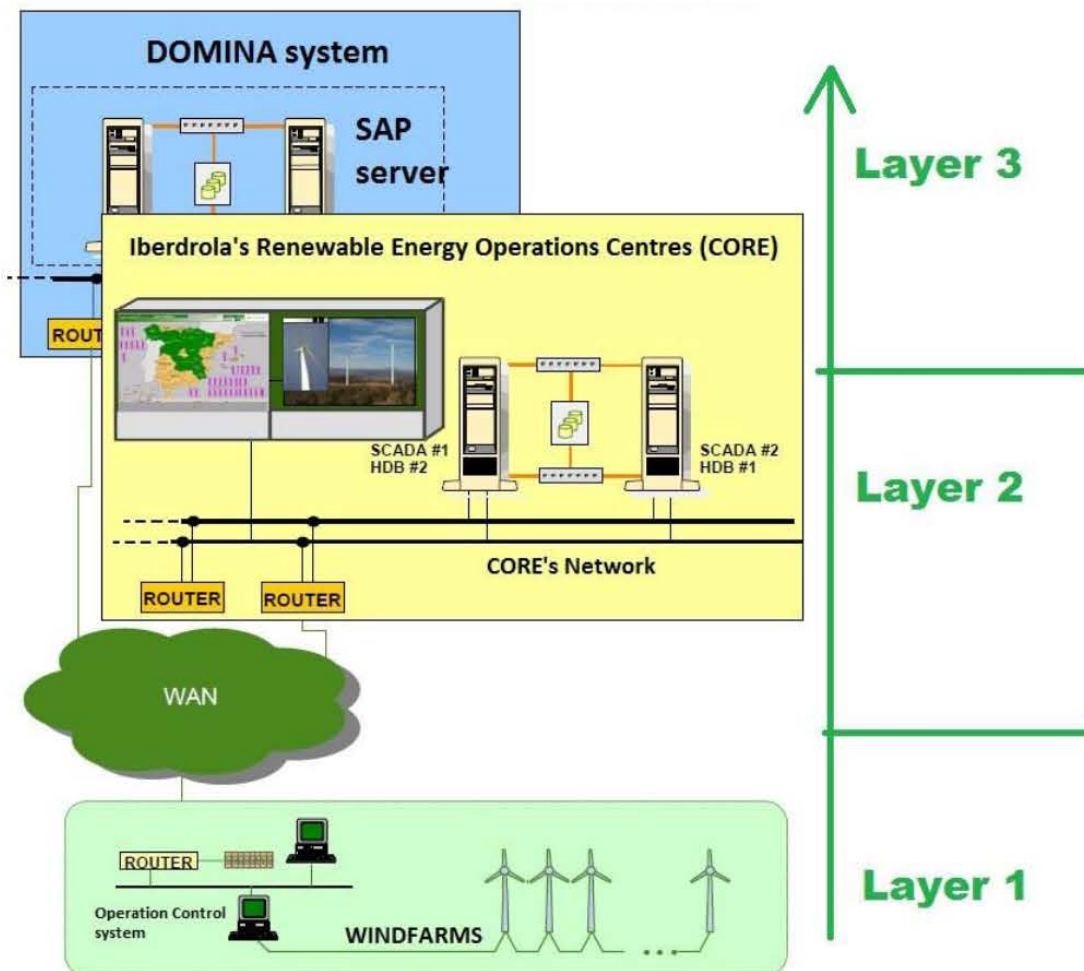 DOMINA system
SAP
server
Layer 3
Iberdrola's Renewable Energy Operations Centres (CORE)
ROUT
SCADA #1
HDB #2
SCADA #2
HDB #1
Layer 2
CORE's Network
ROUTER
ROUTER
WAN
ROUTER
Operation Control
system
WINDFARMS
Layer 1